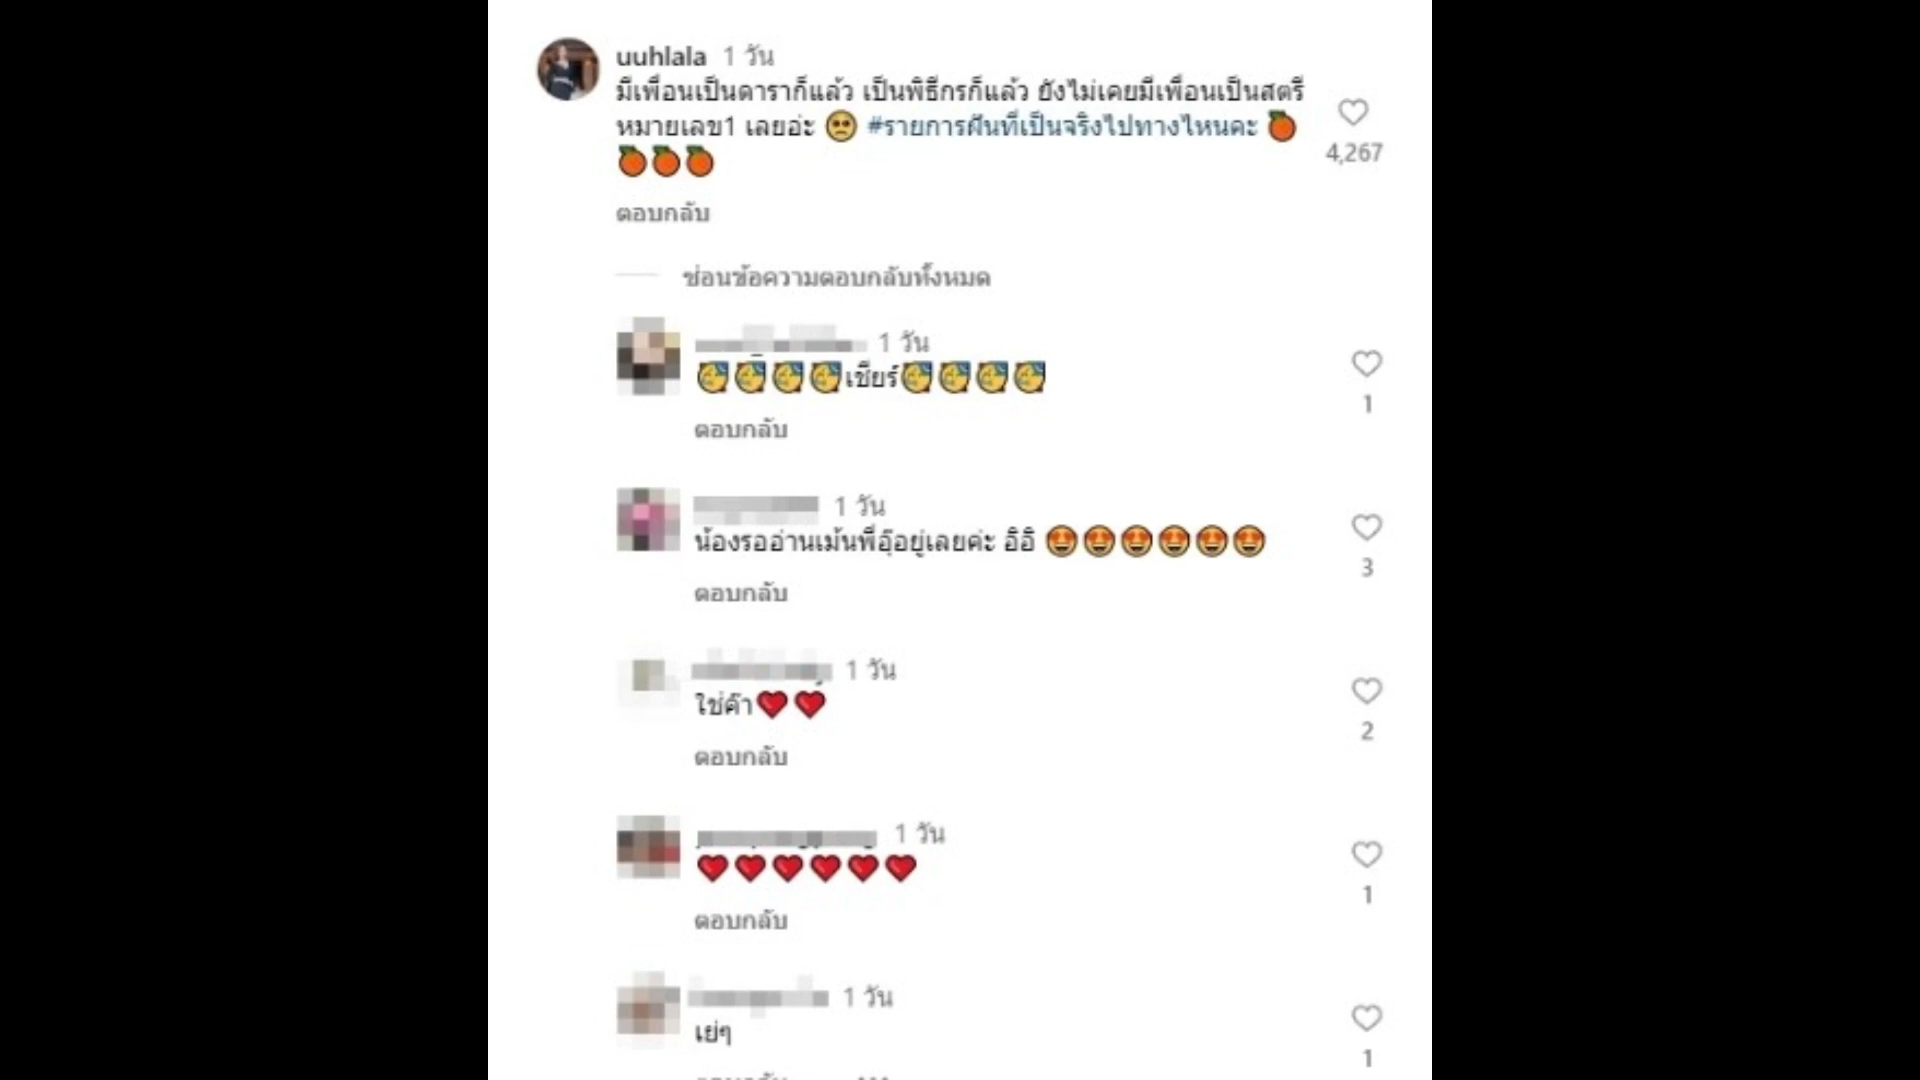 uuhlala 1 วัน
มีเพื่อนเป็นดาราก็แล้ว เป็นพิธีกรก็แล้ว ยังไม่เคยมีเพื่อนเป็นสตรี
หมายเลข1 เลยอ่ะ 🥺 #รายการฝันที่เป็นจริงไปทางไหนคะ 🍊
🍊🍊🍊
4,267
ตอบกลับ
ซ่อนข้อความตอบกลับทั้งหมด
1 วัน
เชียร์
1
ตอบกลับ
1 วัน
น้องรออ่านเม้นพี่อุ๊อยู่เลยค่ะ อิอิ 🤩🤩🤩🤩🤩🤩
3
ตอบกลับ
1 วัน
ใช่ค๊า❤️❤️
2
ตอบกลับ
1 วัน
❤️❤️❤️❤️❤️❤️
1
ตอบกลับ
1 วัน
เย่ๆ
1